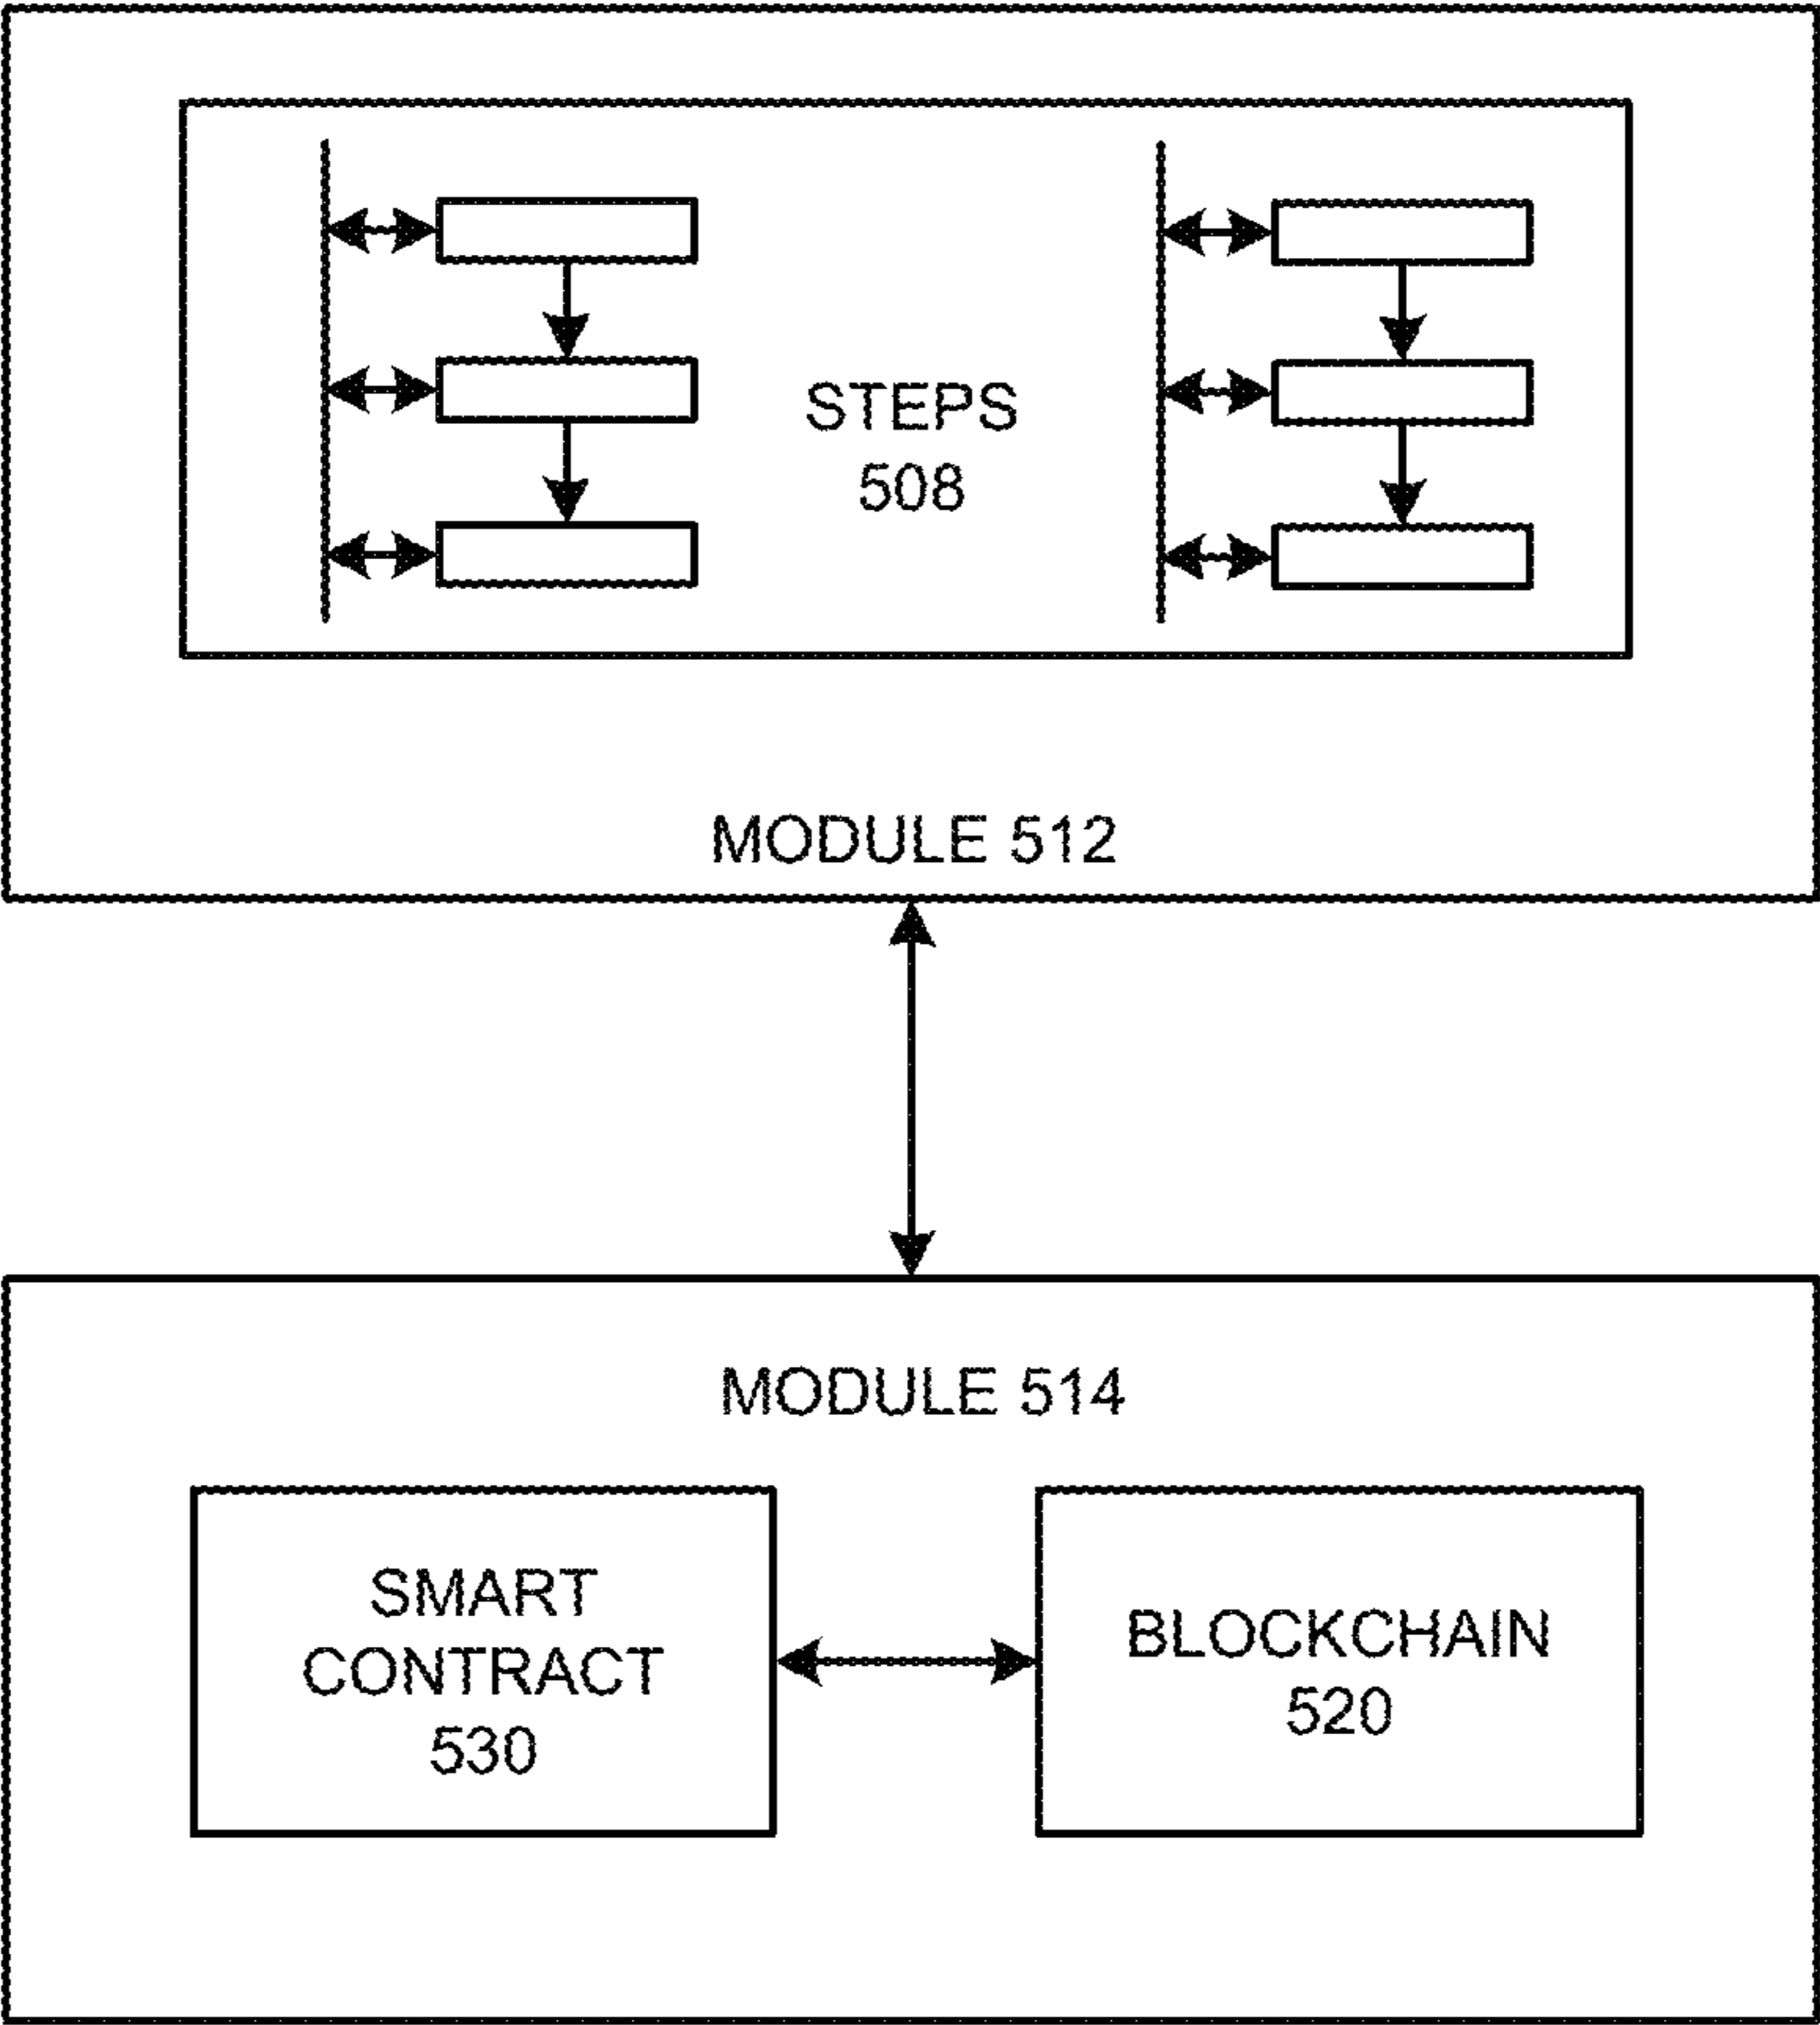 STEPS
508
MODULE 512
MODULE 514
SMART
CONTRACT
530
BLOCKCHAIN
520